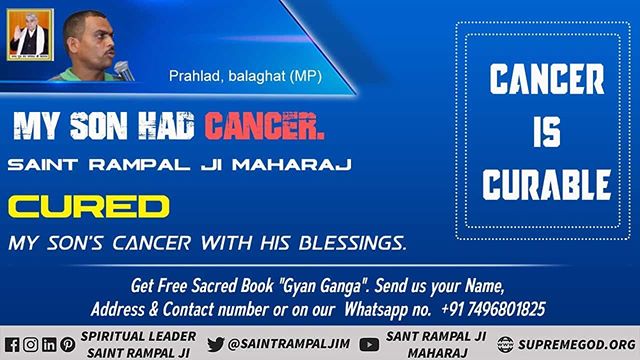 Prahlad, balaghat (MP)
MY SON HAD CANCER.
SAINT RAMPAL JI MAHARAJ
CURED
MY SON'S CANCER WITH HIS BLESSINGS.
CANCER
IS
CURABLE
Get Free Sacred Book "Gyan Ganga". Send us your Name,
Address & Contact number or on our Whatsapp no. +91 7496801825
SPIRITUAL LEADER
SAINT RAMPAL JI
@SAINTRAMPALJIM
SANT RAMPAL JI
MAHARAJ
SUPREMEGOD.ORG